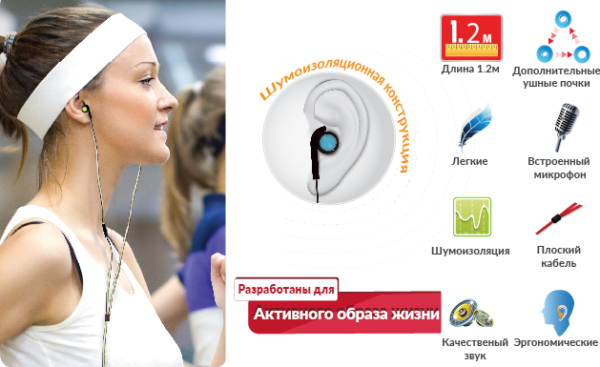 Шумоизоляционная конструкция
1.2м
Длина 1.2м
Дополнительные
ушные почки
Легкие
Встроенный
микрофон
Шумоизоляция
Плоский
кабель
Разработаны для
Активного образа жизни
Качественый
звук
Эргономические